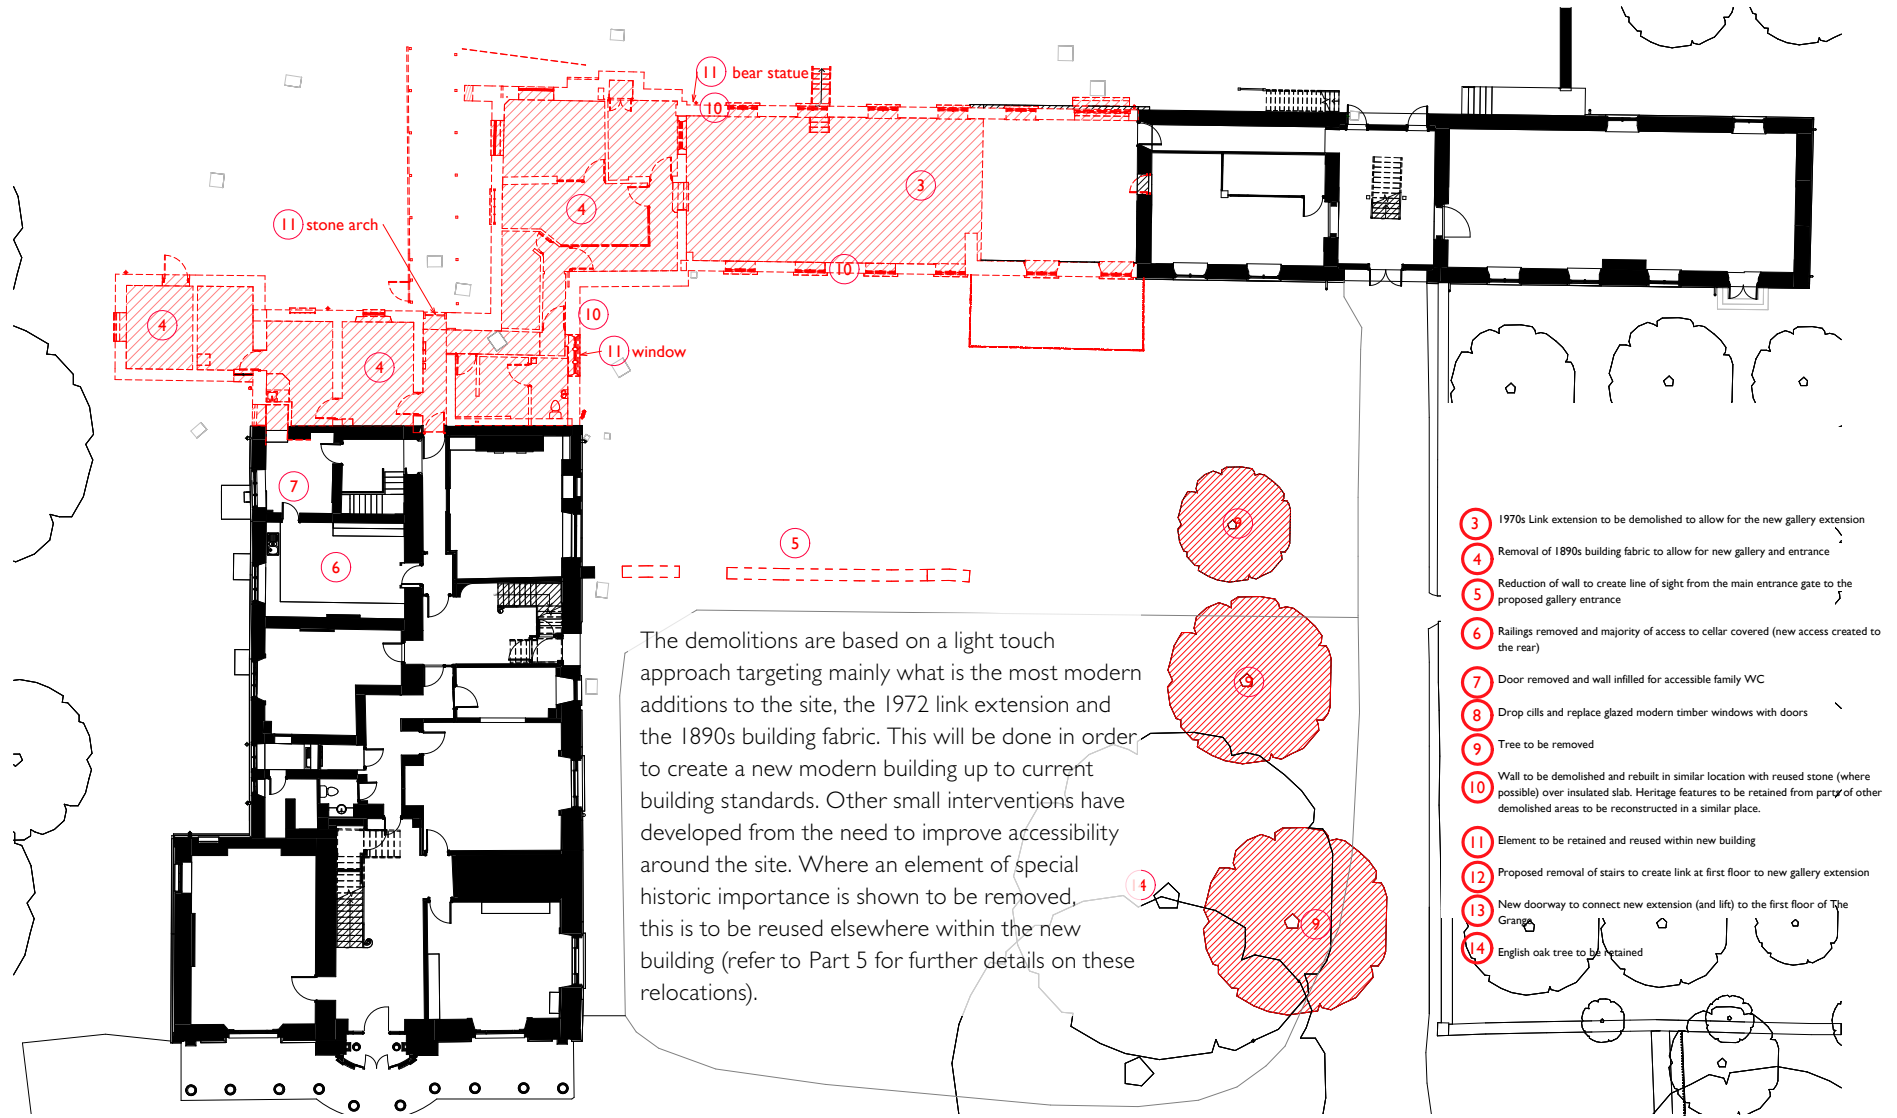 11 bear statue
10
3
4
11 stone arch
10
4
10
4
11 window
7
5
6
9
9
14
9
The demolitions are based on a light touch
approach targeting mainly what is the most modern
additions to the site, the 1972 link extension and
the 1890s building fabric. This will be done in order
to create a new modern building up to current
building standards. Other small interventions have
developed from the need to improve accessibility
around the site. Where an element of special
historic importance is shown to be removed,
this is to be reused elsewhere within the new
building (refer to Part 5 for further details on these
relocations).
3 1970s Link extension to be demolished to allow for the new gallery extension
4 Removal of 1890s building fabric to allow for new gallery and entrance
5 Reduction of wall to create line of sight from the main entrance gate to the
proposed gallery entrance
6 Railings removed and majority of access to cellar covered (new access created to
the rear)
7 Door removed and wall infilled for accessible family WC
8 Drop cills and replace glazed modern timber windows with doors
9 Tree to be removed
10 Wall to be demolished and rebuilt in similar location with reused stone (where
possible) over insulated slab. Heritage features to be retained from parts of other
demolished areas to be reconstructed in a similar place.
11 Element to be retained and reused within new building
12 Proposed removal of stairs to create link at first floor to new gallery extension
13 New doorway to connect new extension (and lift) to the first floor of The
Grange
14 English oak tree to be retained